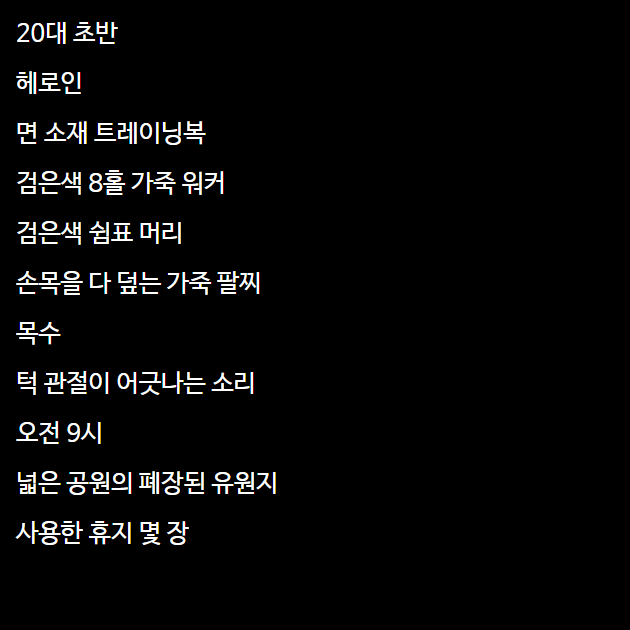 20대 초반
헤로인
면 소재 트레이닝복
검은색 8홀 가죽 워커
검은색 쉼표 머리
손목을 다 덮는 가죽 팔찌
목수
턱 관절이 어긋나는 소리
오전 9시
넓은 공원의 폐장된 유원지
사용한 휴지 몇 장